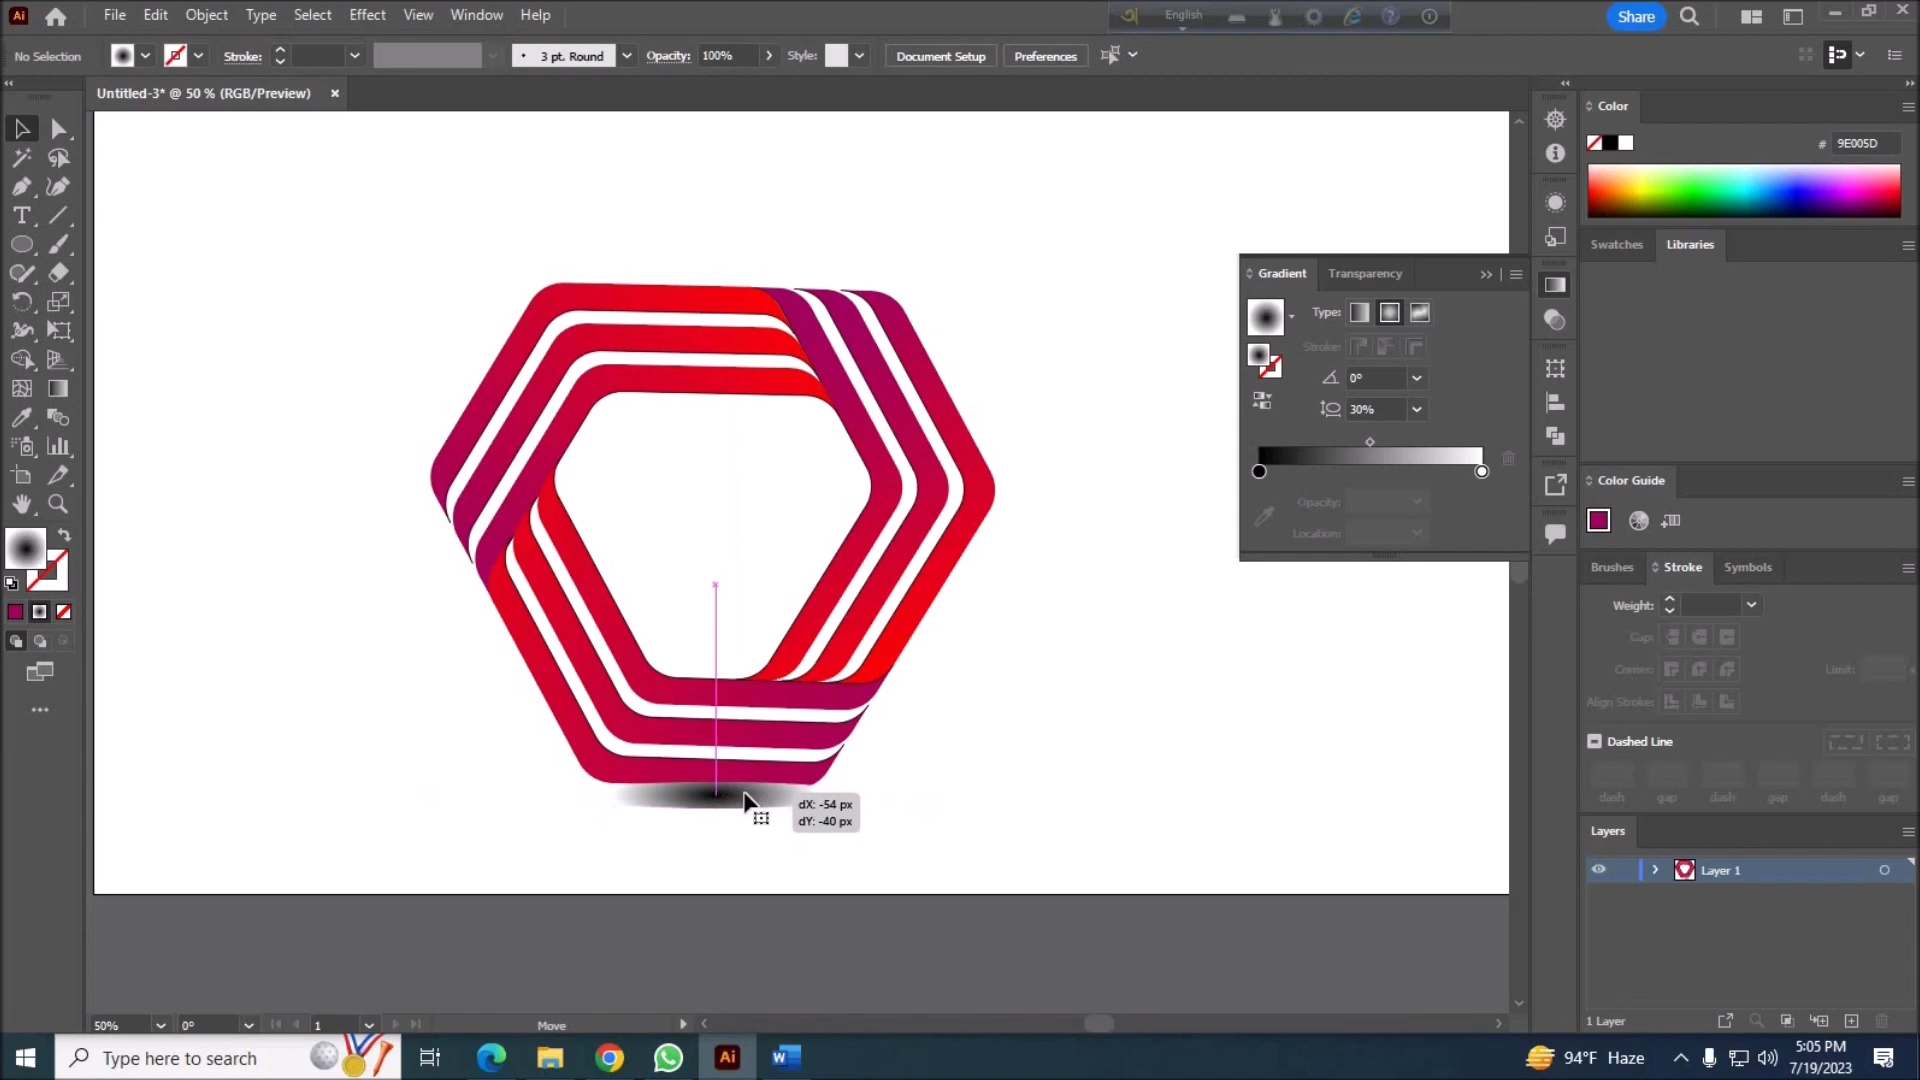 Ai File Edit Object Type Select Effect View Window Help English Share
No Selection Stroke: 3 pt. Round Opacity: 100% Style: Document Setup Preferences
Untitled-3* @ 50 % (RGB/Preview) ×
Color
# 9E005D
Swatches Libraries
Gradient Transparency
Type:
Stroke:
0°
30%
Opacity:
Location:
Color Guide
Brushes Stroke Symbols
Weight:
Cap:
Corner: Limit:
Align Stroke:
Dashed Line
dash gap dash gap dash gap
dX: -54 px
dY: -40 px
Layers
Layer 1
50% 0° 1 Move 1 Layer
Type here to search Ai W 94°F Haze 5:05 PM
7/19/2023